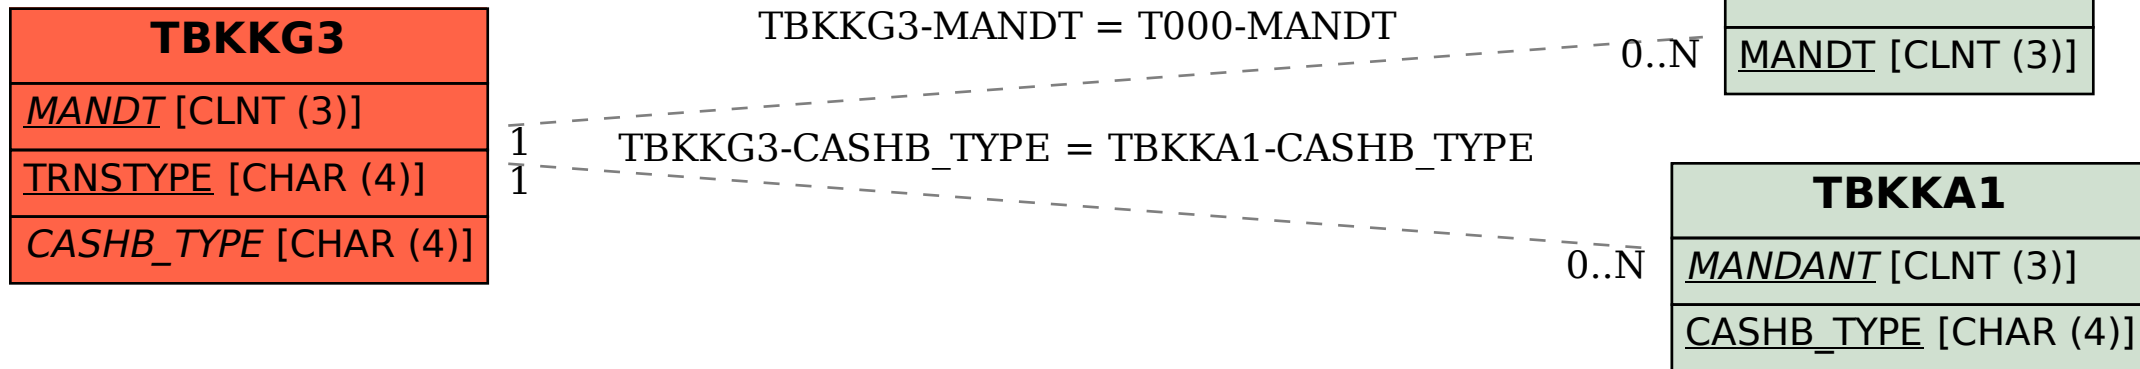 TBKKG3
MANDT [CLNT (3)]
TRNSTYPE [CHAR (4)]
CASHB_TYPE [CHAR (4)]
TBKKG3-MANDT = T000-MANDT
0..N
1
MANDT [CLNT (3)]
TBKKG3-CASHB_TYPE = TBKKA1-CASHB_TYPE
1
0..N
TBKKA1
MANDANT [CLNT (3)]
CASHB_TYPE [CHAR (4)]